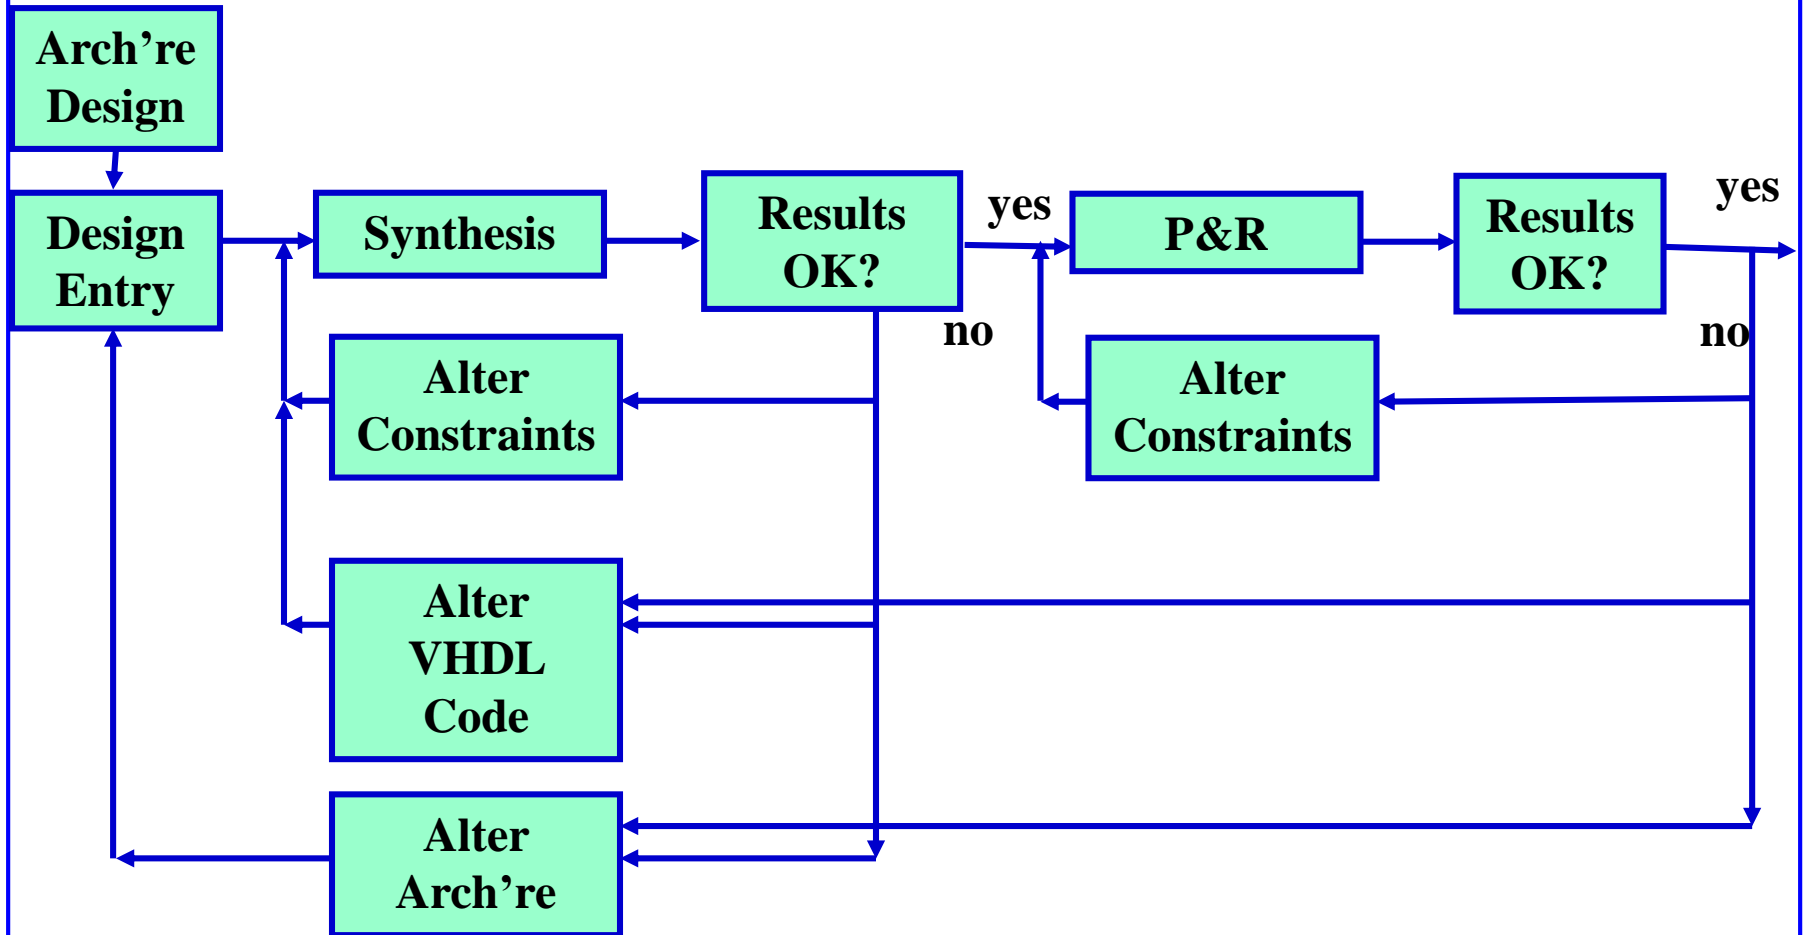 Arch’re
Design
Design
Entry
Synthesis
Results
OK?
yes
no
P&R
Results
OK?
yes
no
Alter
Constraints
Alter
Constraints
Alter
VHDL
Code
Alter
Arch're